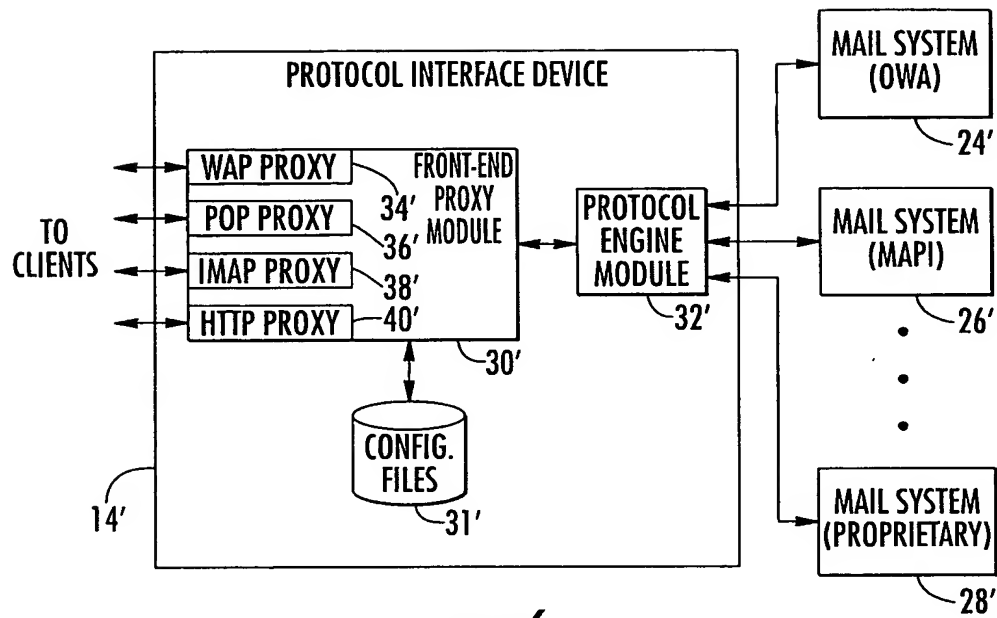 PROTOCOL INTERFACE DEVICE
TO
CLIENTS
WAP PROXY
34'
POP PROXY
36'
IMAP PROXY
38'
HTTP PROXY
40'
FRONT-END
PROXY
MODULE
30'
CONFIG.
FILES
31'
14'
PROTOCOL
ENGINE
MODULE
32'
MAIL SYSTEM
(OWA)
24'
MAIL SYSTEM
(MAPI)
26'
MAIL SYSTEM
(PROPRIETARY)
28'